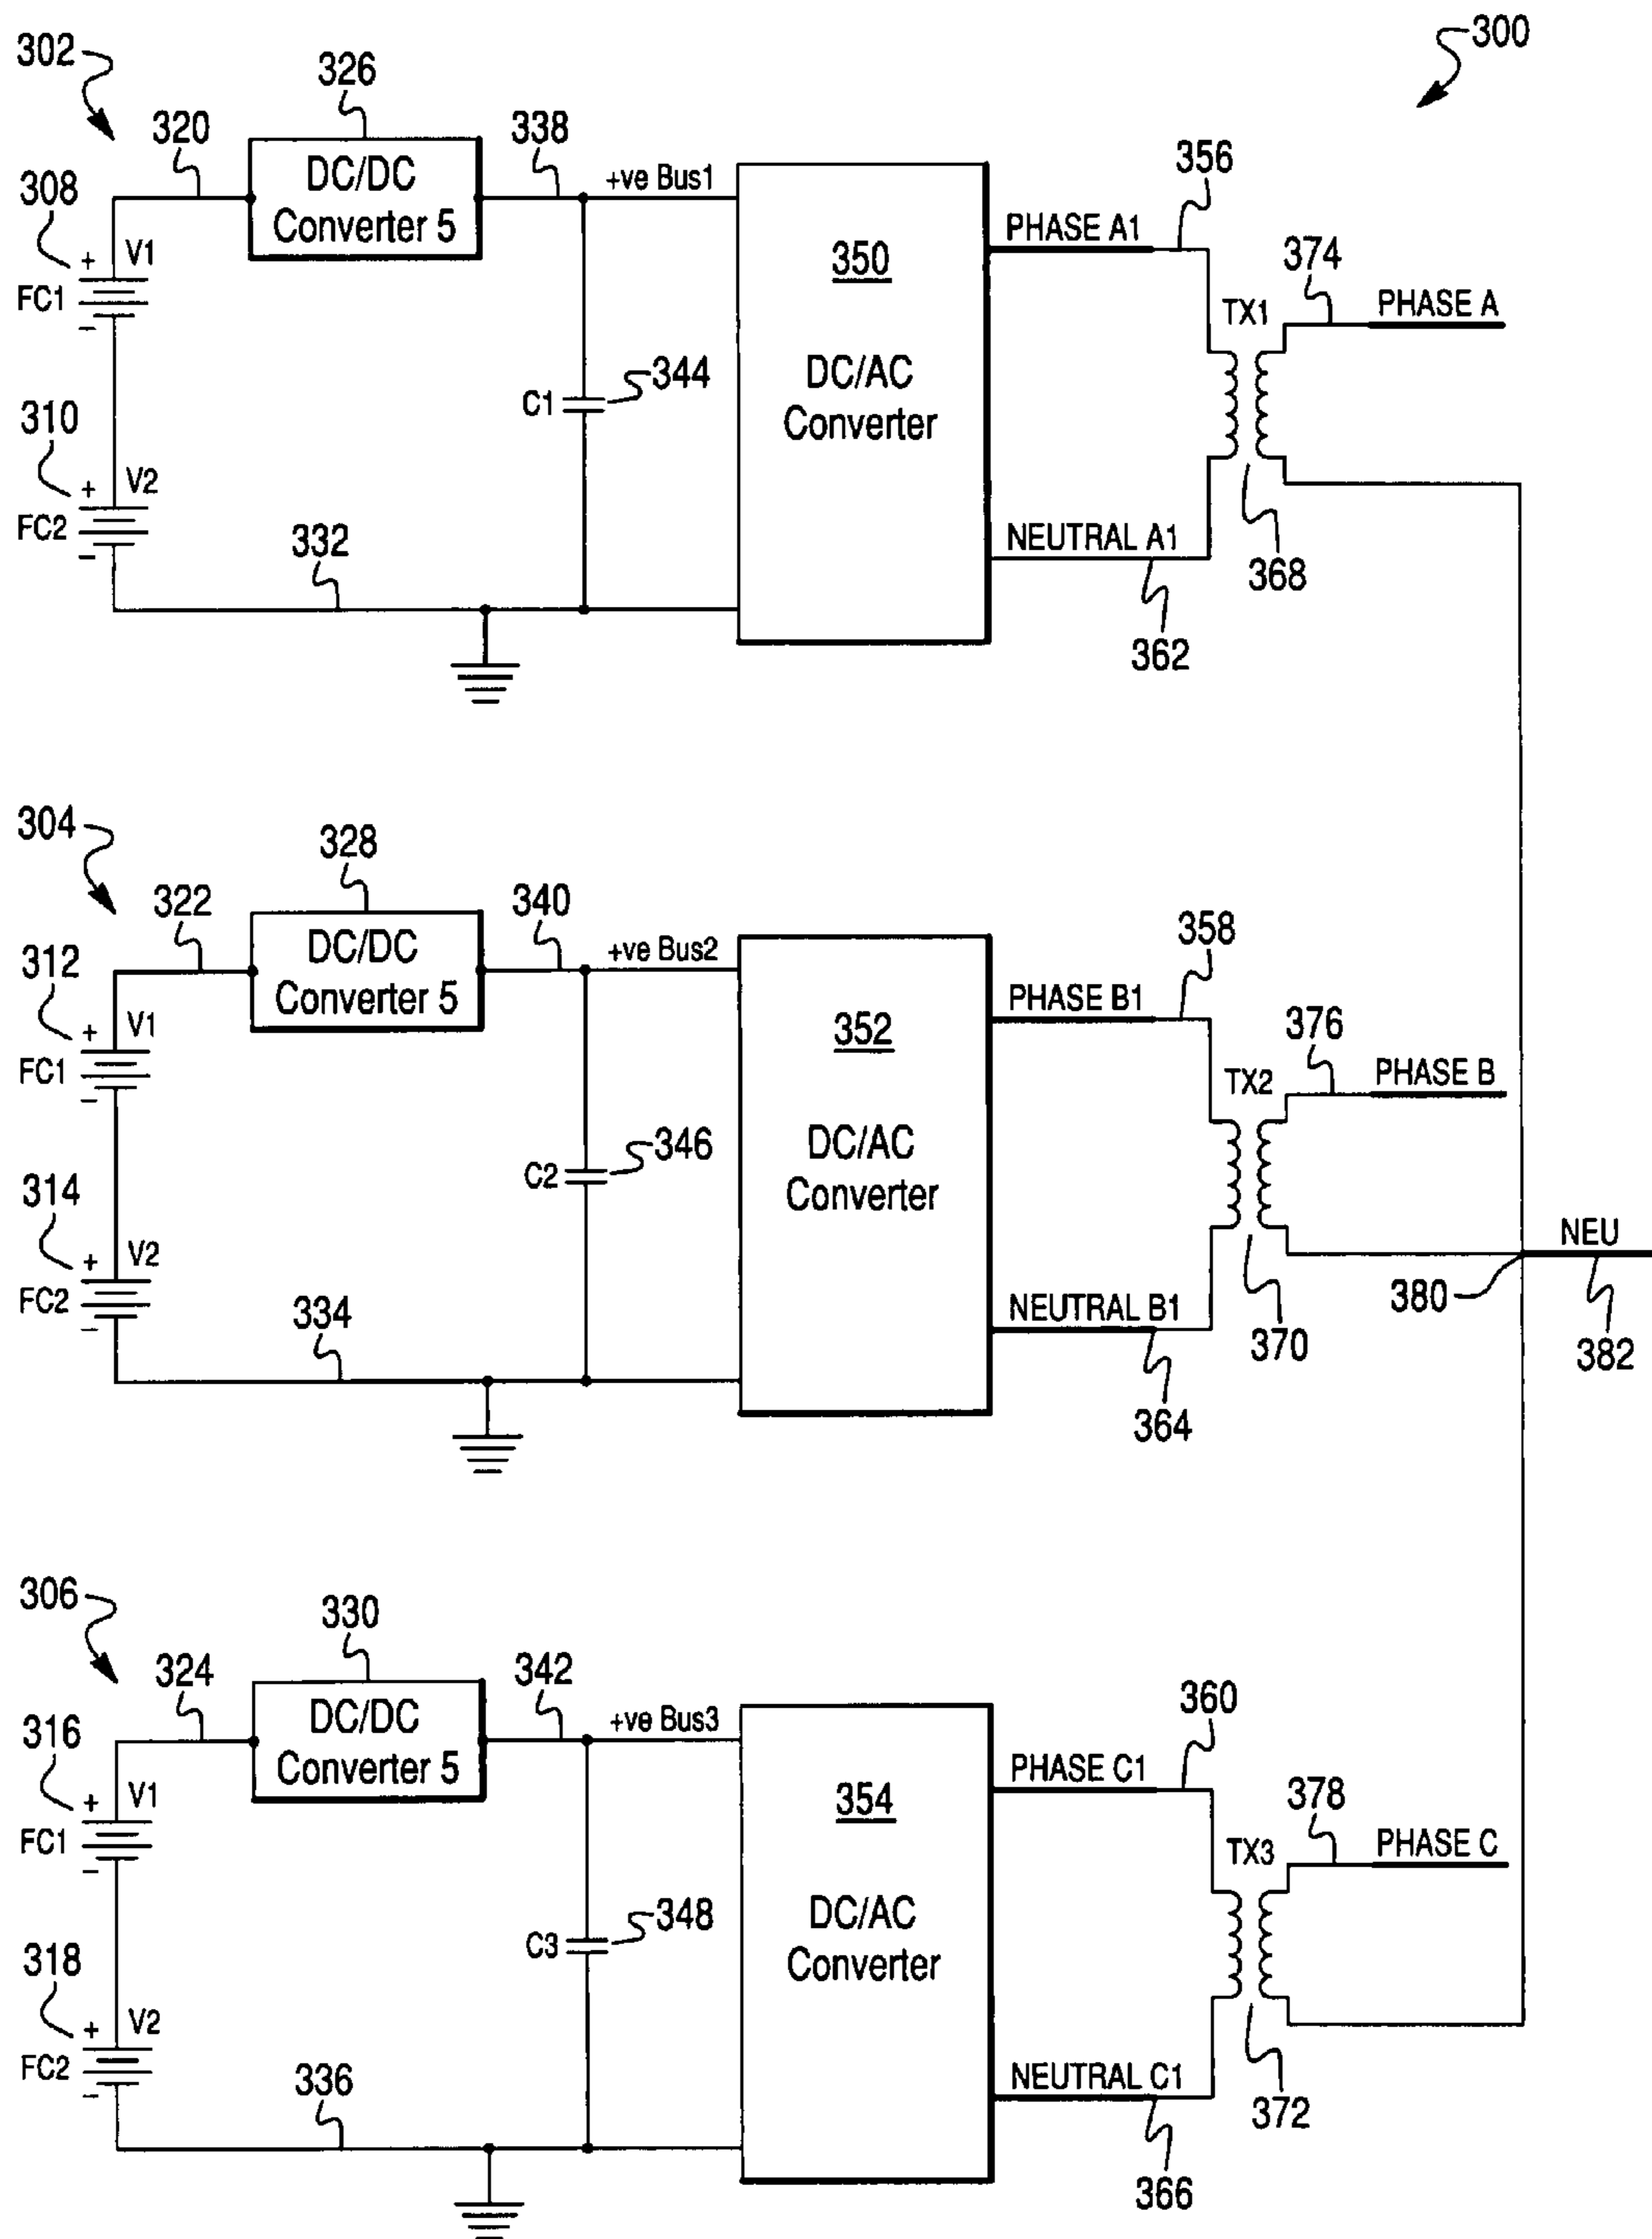 300
302
326
320
338
DC/DC
Converter 5
+ve Bus1
308
+ V1
FC1
–
350
DC/AC
Converter
PHASE A1
356
374
TX1
PHASE A
C1
344
310
+ V2
FC2
–
332
NEUTRAL A1
362
368
304
328
322
340
DC/DC
Converter 5
+ve Bus2
312
+ V1
FC1
–
352
DC/AC
Converter
PHASE B1
358
376
TX2
PHASE B
C2
346
314
+ V2
FC2
–
334
NEUTRAL B1
364
370
NEU
380
382
306
330
324
342
DC/DC
Converter 5
+ve Bus3
316
+ V1
FC1
–
354
DC/AC
Converter
PHASE C1
360
378
TX3
PHASE C
C3
348
318
+ V2
FC2
–
336
NEUTRAL C1
366
372